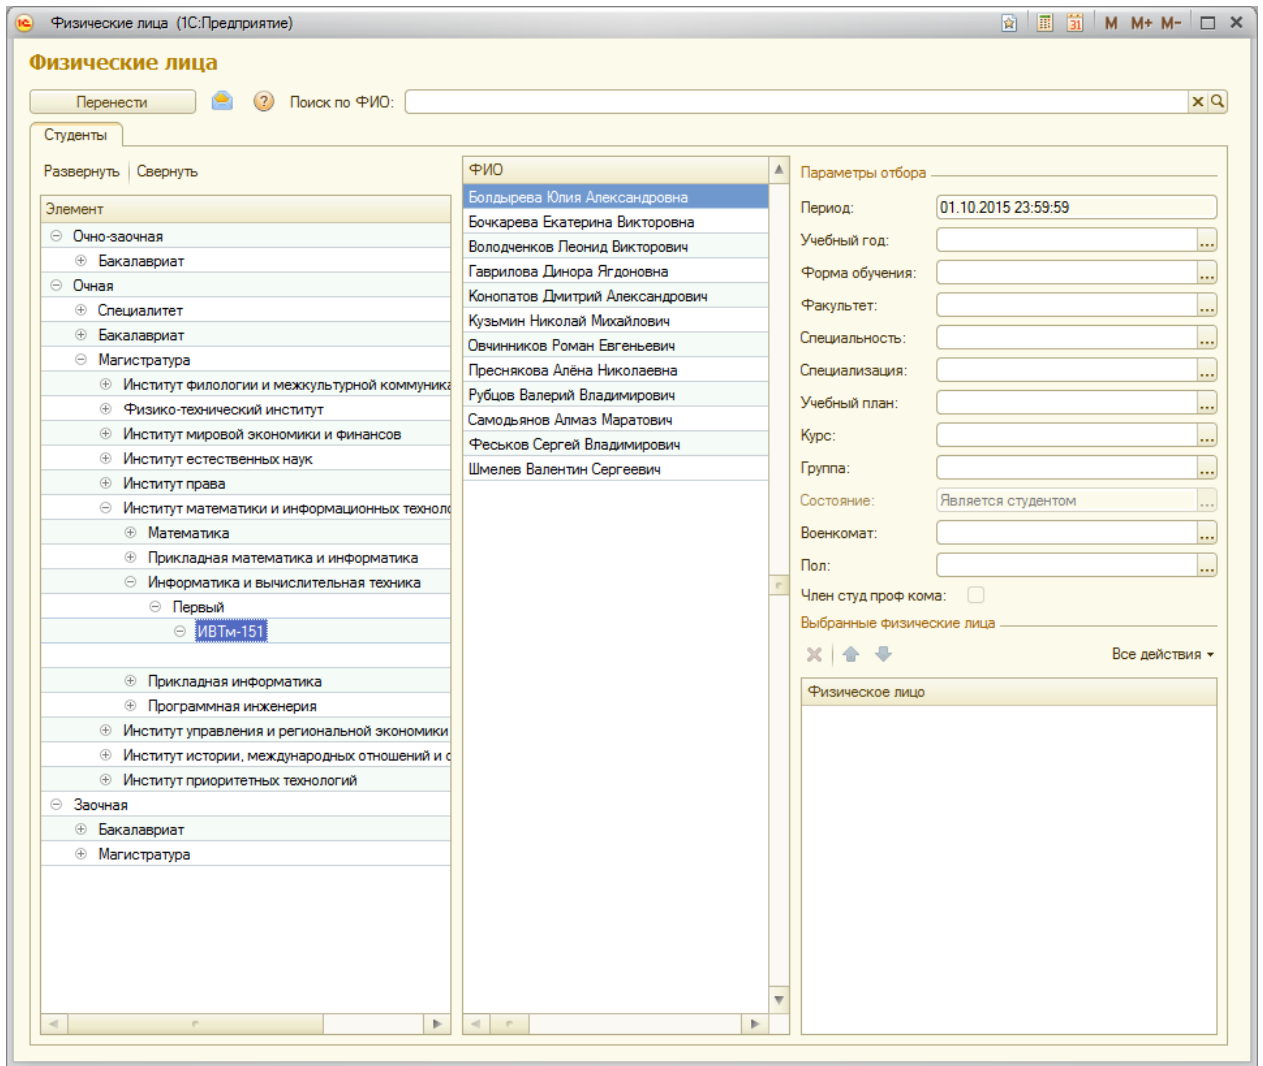 Физические лица (1С:Предприятие)
31 M M+ M-
Физические лица
Перенести ? Поиск по ФИО:
Студенты
Развернуть Свернуть
Элемент
Очно-заочная
Бакалавриат
Очная
Специалитет
Бакалавриат
Магистратура
Институт филологии и межкультурной коммуника
Физико-технический институт
Институт мировой экономики и финансов
Институт естественных наук
Институт права
Институт математики и информационных техноло
Математика
Прикладная математика и информатика
Информатика и вычислительная техника
Первый
ИВТм-151
Прикладная информатика
Программная инженерия
Институт управления и региональной экономики
Институт истории, международных отношений и с
Институт приоритетных технологий
Заочная
Бакалавриат
Магистратура
ФИО
Болдырева Юлия Александровна
Бочкарева Екатерина Викторовна
Володченков Леонид Викторович
Гаврилова Динора Ягдоновна
Конопатов Дмитрий Александрович
Кузьмин Николай Михайлович
Овчинников Роман Евгеньевич
Преснякова Алёна Николаевна
Рубцов Валерий Владимирович
Самодьянов Алмаз Маратович
Феськов Сергей Владимирович
Шмелев Валентин Сергеевич
Параметры отбора
Период: 01.10.2015 23:59:59
Учебный год: ...
Форма обучения: ...
Факультет: ...
Специальность: ...
Специализация: ...
Учебный план: ...
Курс: ...
Группа: ...
Состояние: Является студентом ...
Военкомат: ...
Пол: ...
Член студ проф кома:
Выбранные физические лица
Все действия
Физическое лицо